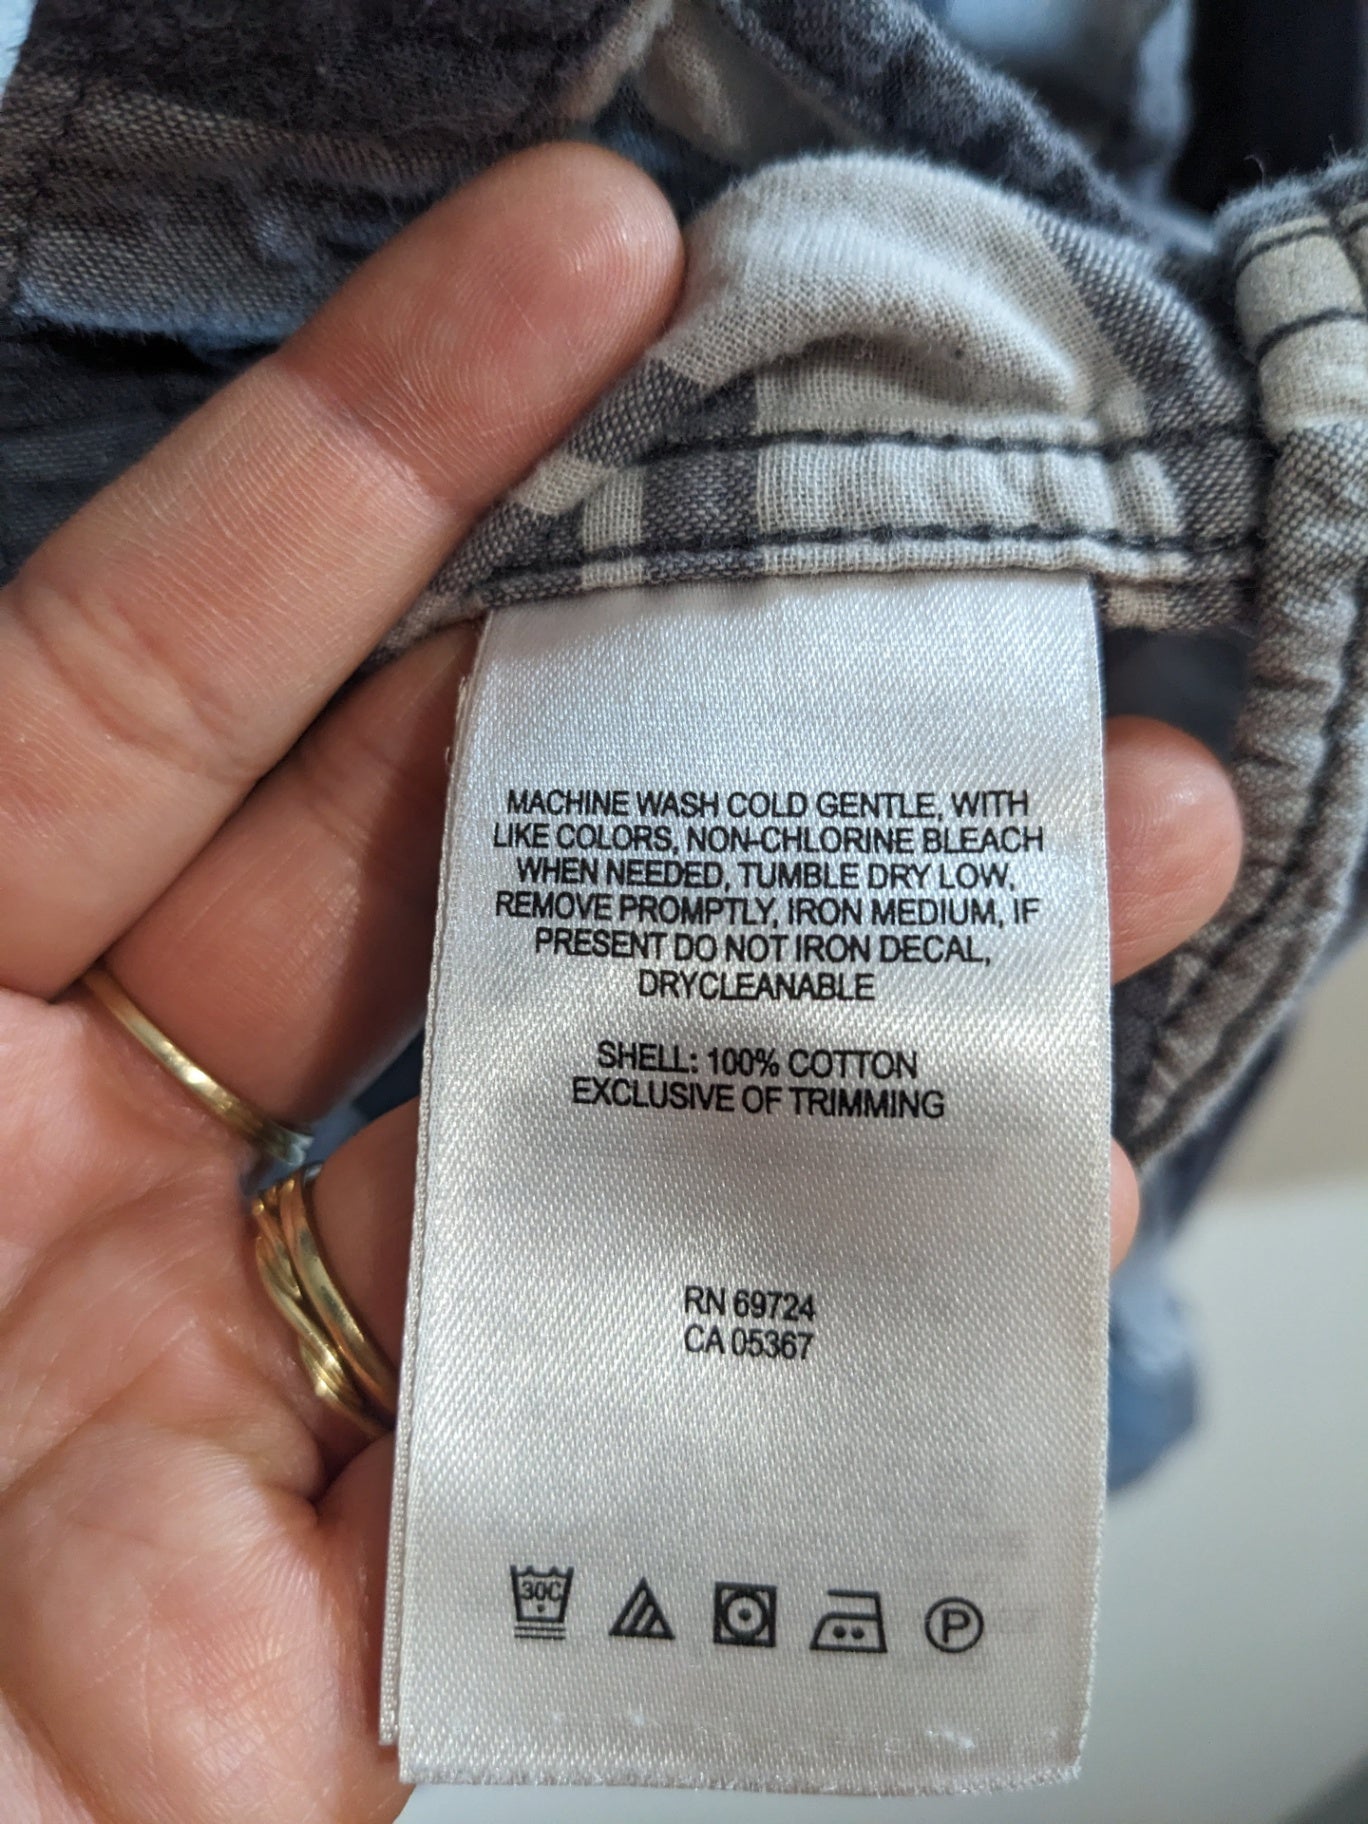 MACHINE WASH COLD GENTLE, WITH
LIKE COLORS, NON-CHLORINE BLEACH
WHEN NEEDED, TUMBLE DRY LOW,
REMOVE PROMPTLY, IRON MEDIUM, IF
PRESENT DO NOT IRON DECAL,
DRYCLEANABLE
SHELL: 100% COTTON
EXCLUSIVE OF TRIMMING
RN 69724
CA 05367
30C
P